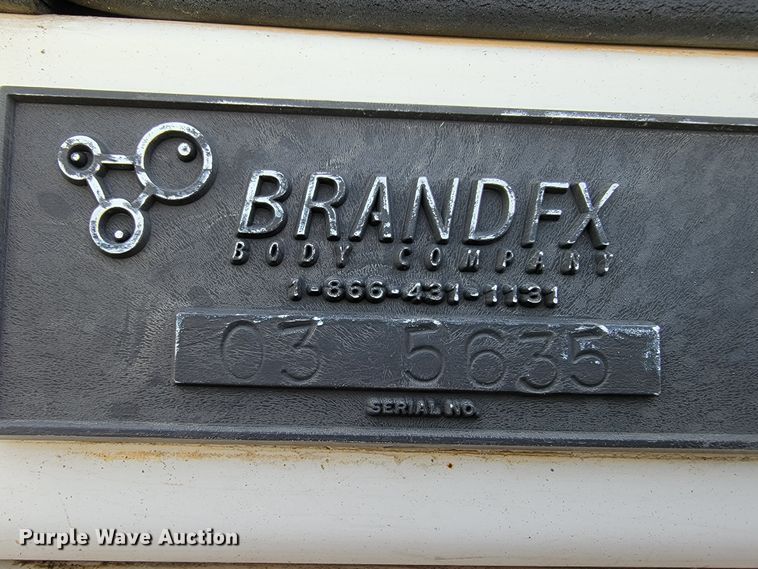 BRANDFX
BODY COMPANY
1-866-431-1131
03 5635
SERIAL NO.
Purple Wave Auction